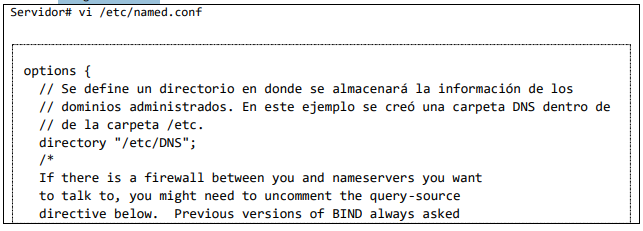 Servidor# vi /etc/named.conf
options {
// Se define un directorio en donde se almacenará la información de los
// dominios administrados. En este ejemplo se creó una carpeta DNS dentro de
// de la carpeta /etc.
directory "/etc/DNS";
/*
If there is a firewall between you and nameservers you want
to talk to, you might need to uncomment the query-source
directive below.  Previous versions of BIND always asked